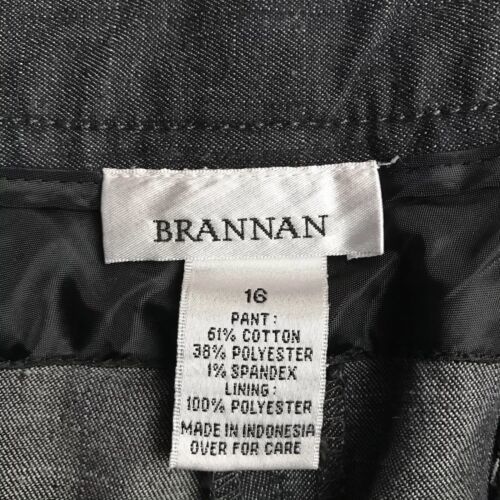 BRANNAN
16
PANT:
61% COTTON
38% POLYESTER
1% SPANDEX
LINING:
100% POLYESTER
MADE IN INDONESIA
OVER FOR CARE